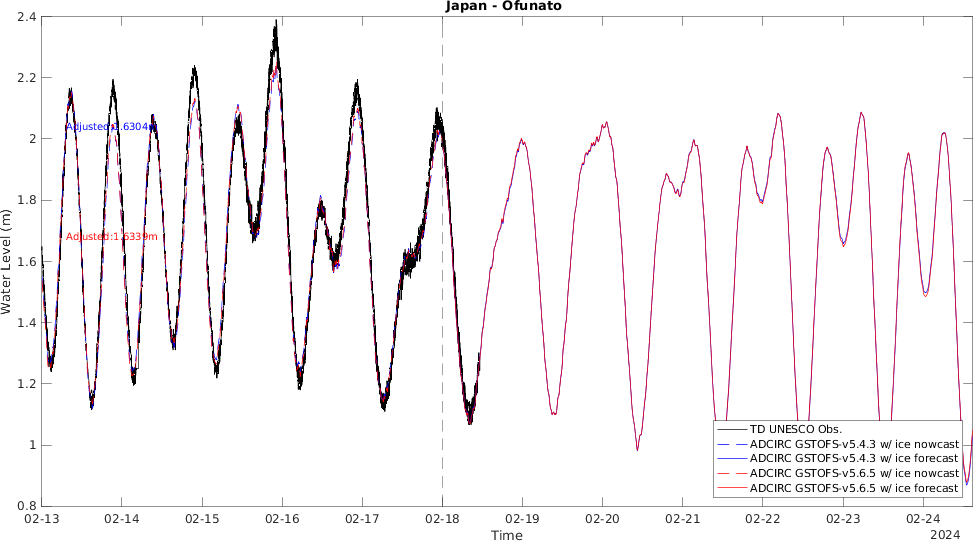 Japan - Ofunato
Water Level (m)
2.4
2.2
2
1.8
1.6
1.4
1.2
1
0.8
Adjusted:1.6304m
Adjusted:1.6339m
TD UNESCO Obs.
ADCIRC GSTOFS-v5.4.3 w/ ice nowcast
ADCIRC GSTOFS-v5.4.3 w/ ice forecast
ADCIRC GSTOFS-v5.6.5 w/ ice nowcast
ADCIRC GSTOFS-v5.6.5 w/ ice forecast
02-13 02-14 02-15 02-16 02-17 02-18 02-19 02-20 02-21 02-22 02-23 02-24
Time
2024